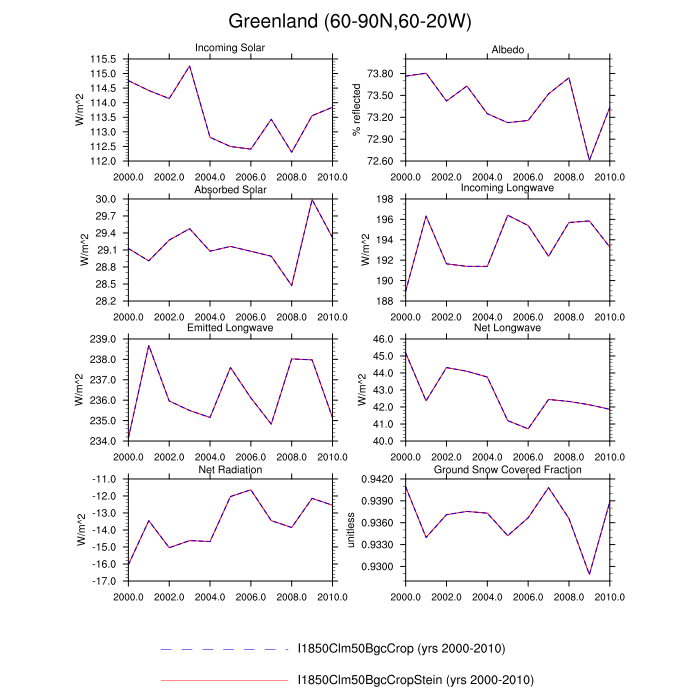 Greenland (60-90N,60-20W)
Incoming Solar
W/m^2
115.5
115.0
114.5
114.0
113.5
113.0
112.5
112.0
2000.0 2002.0 2004.0 2006.0 2008.0 2010.0
Albedo
% reflected
73.80
73.50
73.20
72.90
72.60
2000.0 2002.0 2004.0 2006.0 2008.0 2010.0
Absorbed Solar
W/m^2
30.0
29.7
29.4
29.1
28.8
28.5
28.2
2000.0 2002.0 2004.0 2006.0 2008.0 2010.0
Incoming Longwave
W/m^2
198
196
194
192
190
188
2000.0 2002.0 2004.0 2006.0 2008.0 2010.0
Emitted Longwave
W/m^2
239.0
238.0
237.0
236.0
235.0
234.0
2000.0 2002.0 2004.0 2006.0 2008.0 2010.0
Net Longwave
W/m^2
46.0
45.0
44.0
43.0
42.0
41.0
40.0
2000.0 2002.0 2004.0 2006.0 2008.0 2010.0
Net Radiation
W/m^2
-11.0
-12.0
-13.0
-14.0
-15.0
-16.0
-17.0
2000.0 2002.0 2004.0 2006.0 2008.0 2010.0
Ground Snow Covered Fraction
unitless
0.9420
0.9390
0.9360
0.9330
0.9300
2000.0 2002.0 2004.0 2006.0 2008.0 2010.0
I1850Clm50BgcCrop (yrs 2000-2010)
I1850Clm50BgcCropStein (yrs 2000-2010)